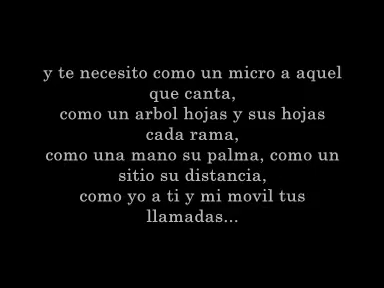 y te necesito como un micro a aquel
que canta,
como un arbol hojas y sus hojas
cada rama,
como una mano su palma, como un
sitio su distancia,
como yo a ti y mi movil tus
llamadas...